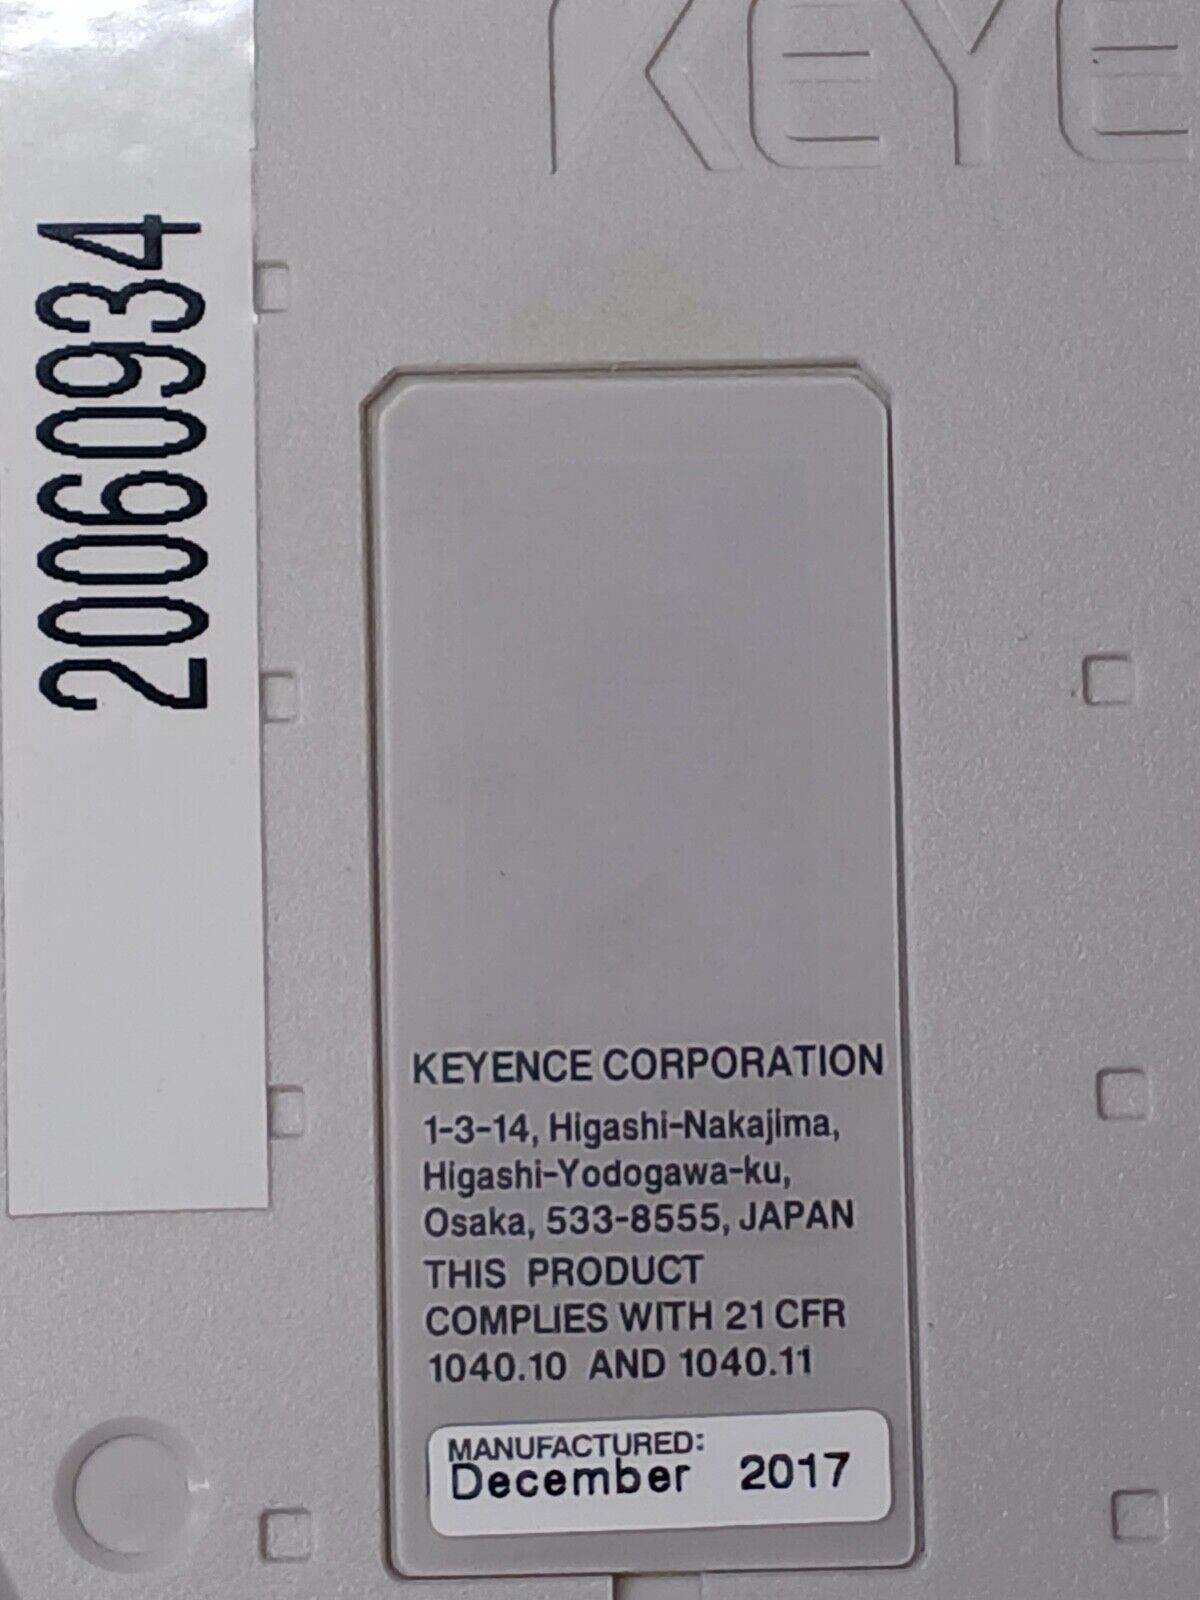 KEYE
20060934
KEYENCE CORPORATION
1-3-14, Higashi-Nakajima,
Higashi-Yodogawa-ku,
Osaka, 533-8555, JAPAN
THIS PRODUCT
COMPLIES WITH 21 CFR
1040.10 AND 1040.11
MANUFACTURED:
December 2017